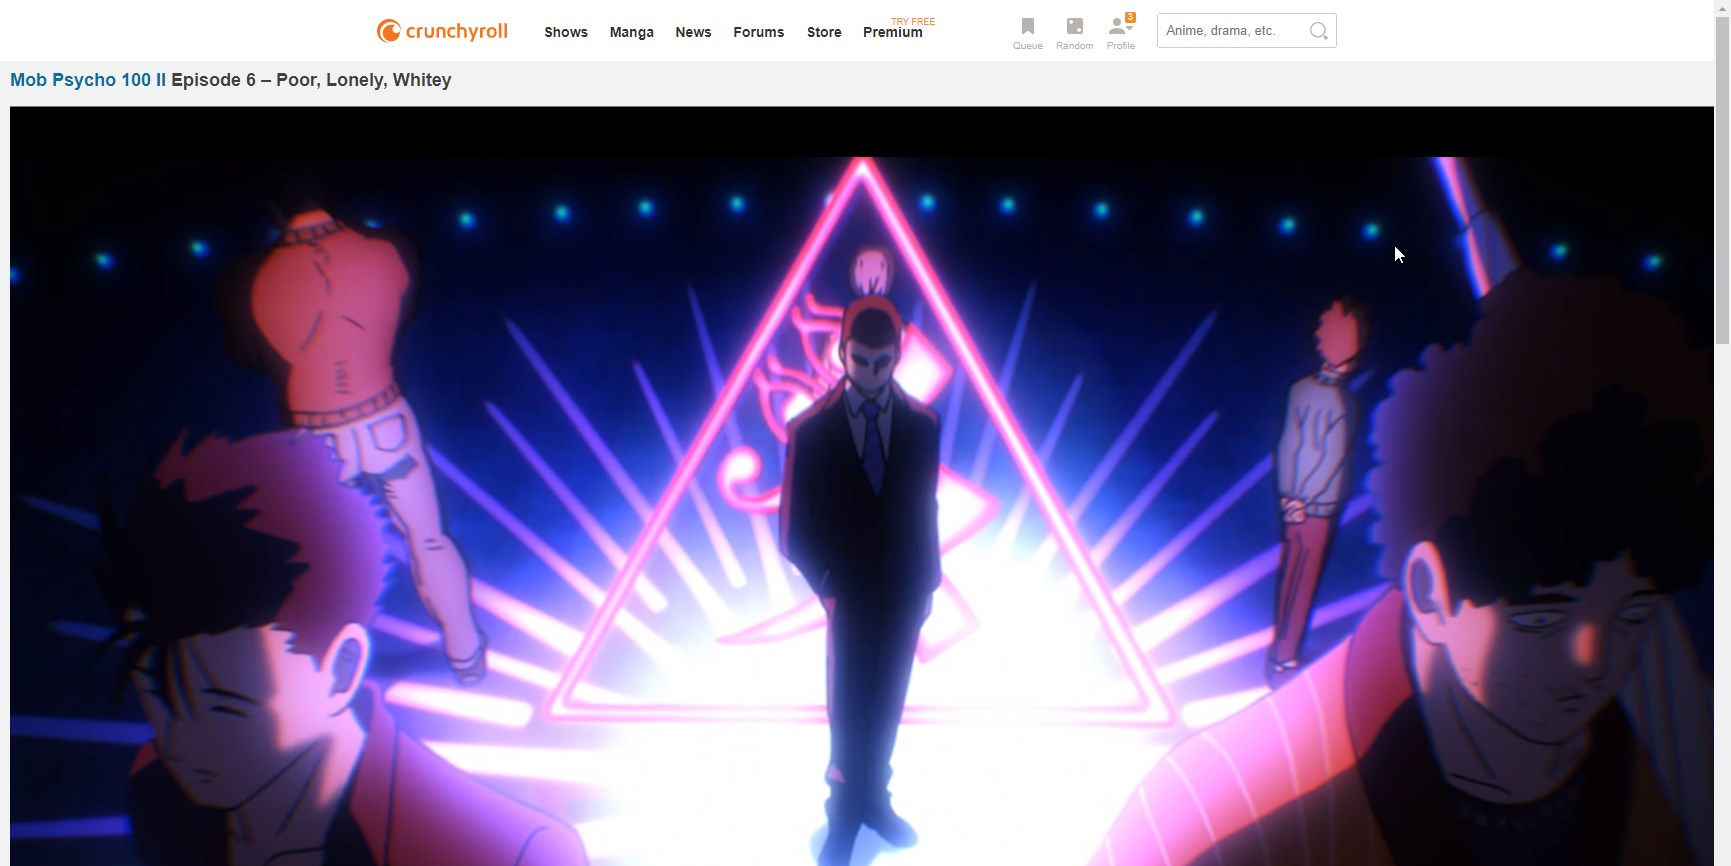 crunchyroll
Shows Manga News Forums Store Premium TRY FREE
Queue Random Profile 3
Anime, drama, etc.
Mob Psycho 100 II Episode 6 – Poor, Lonely, Whitey